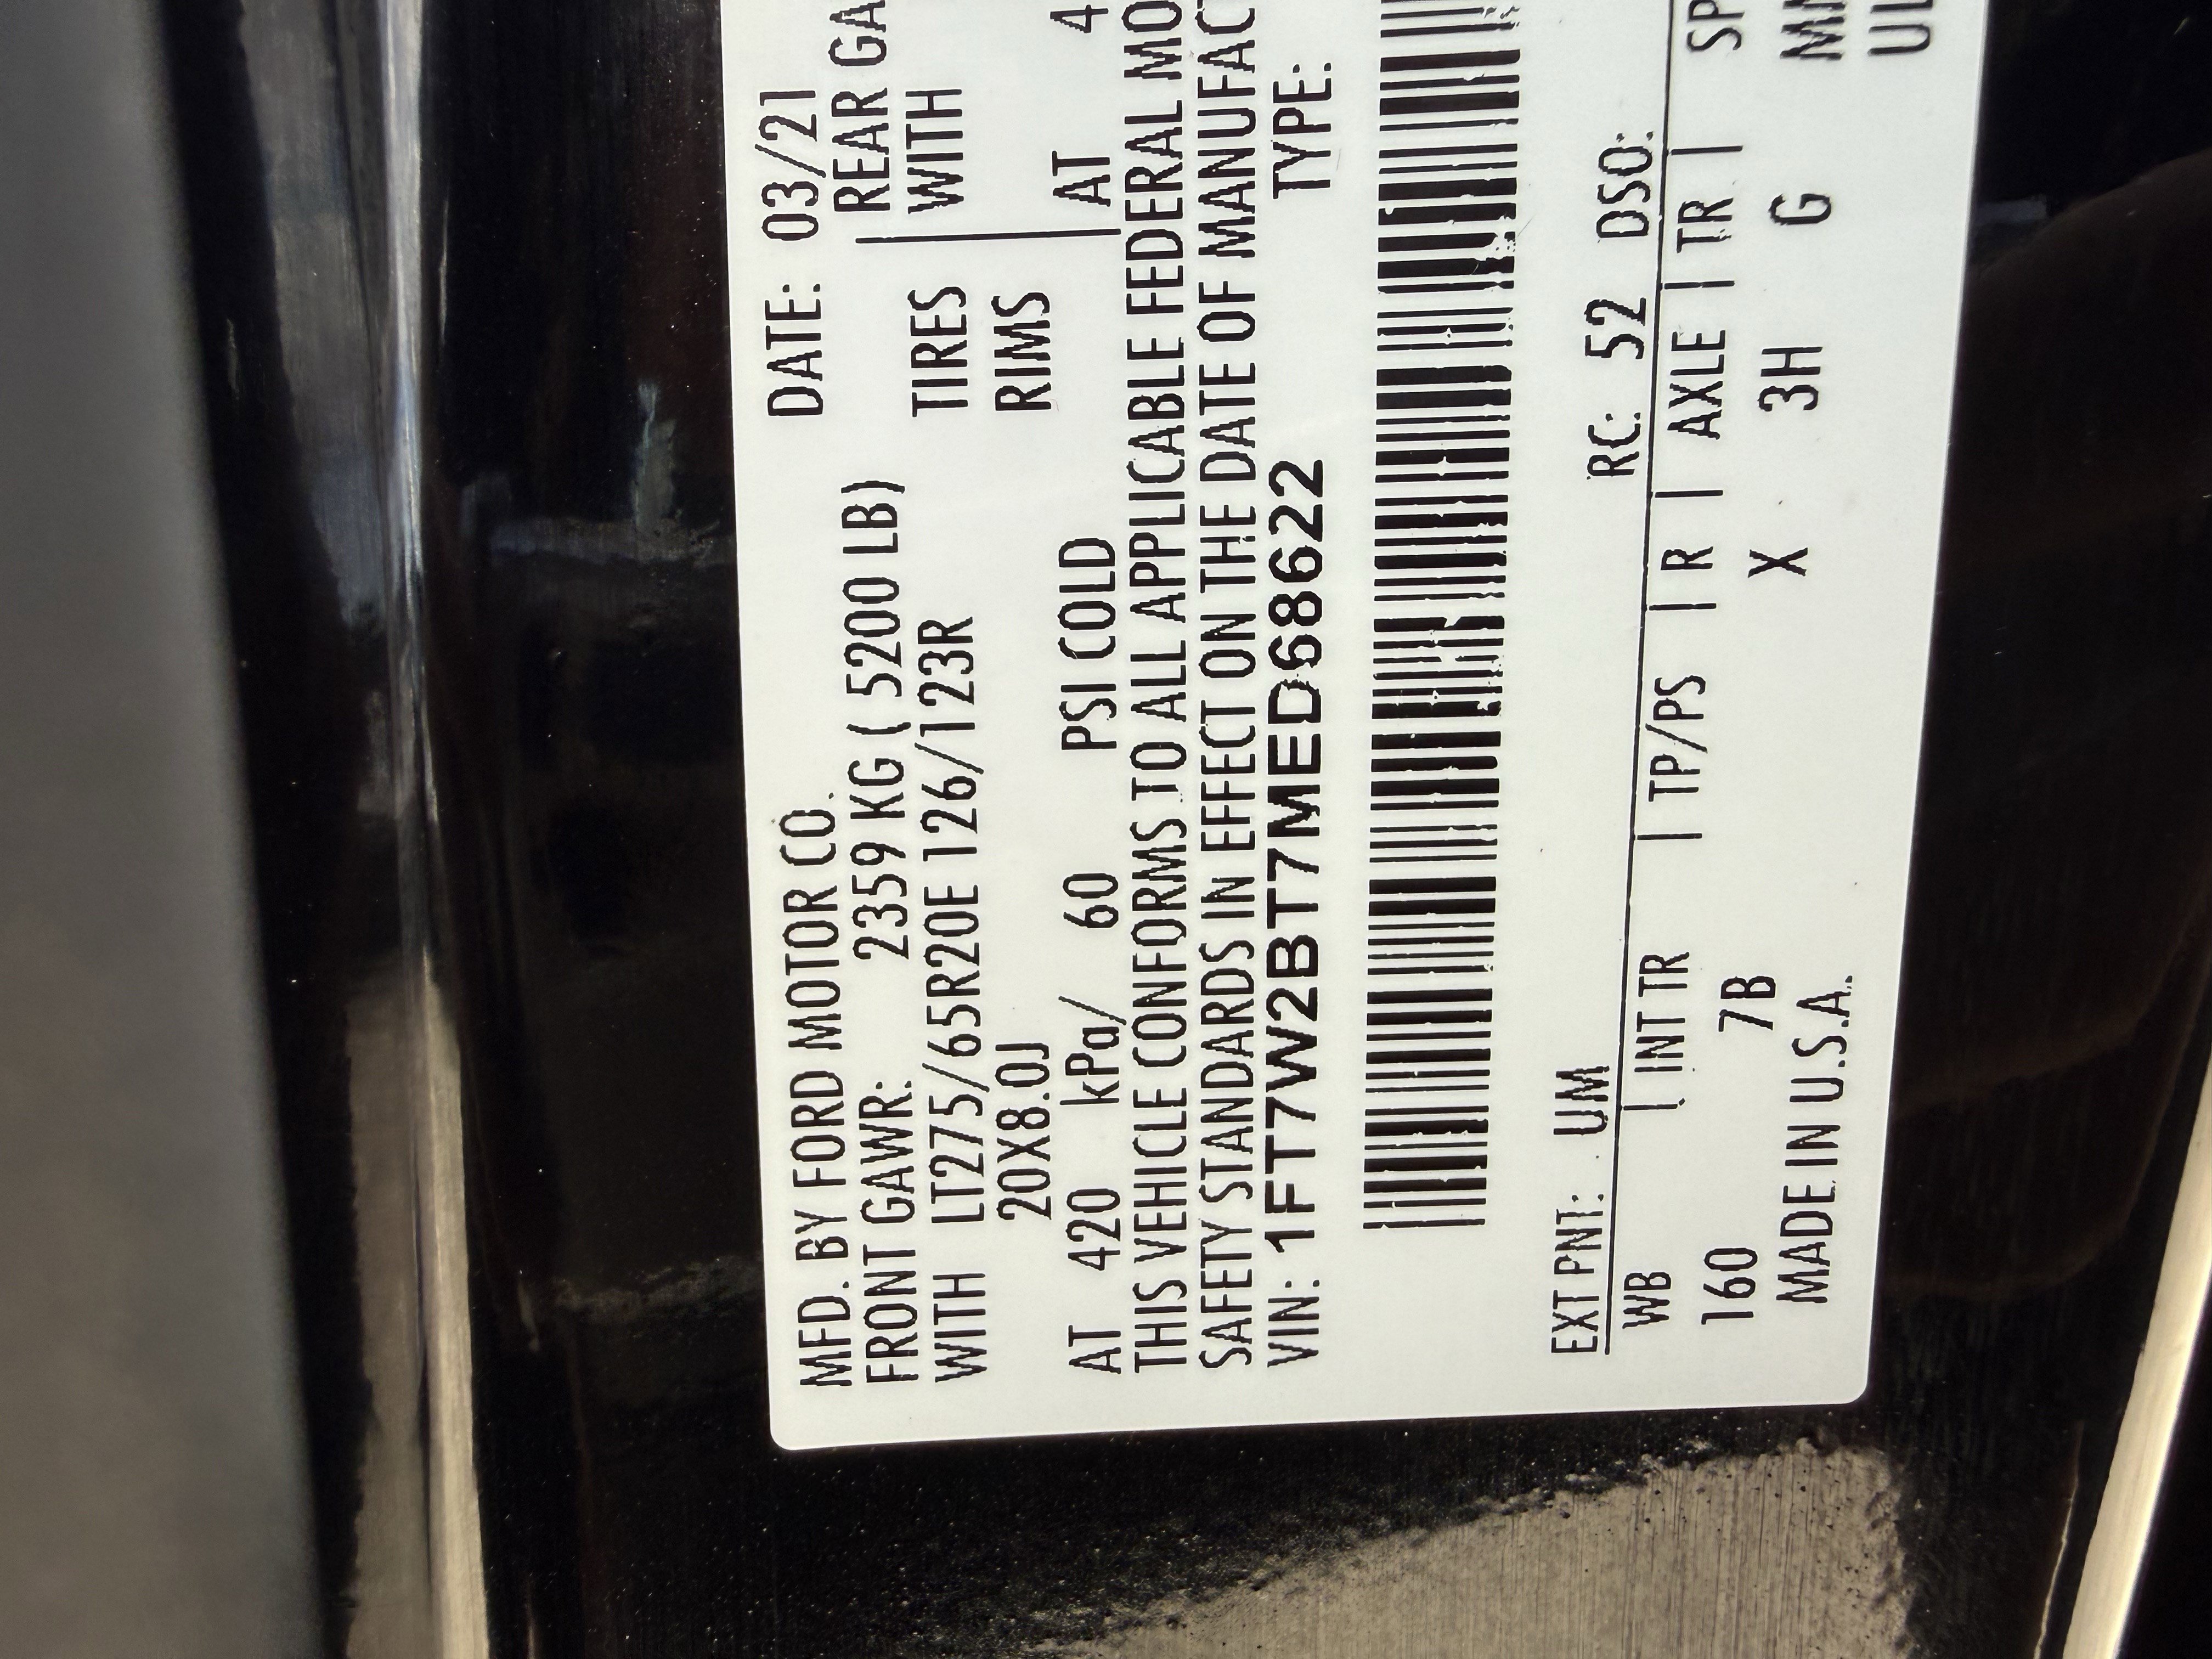 MFD. BY FORD MOTOR CO. DATE: 03/21
FRONT GAWR: 2359 KG ( 5200 LB) REAR GA
WITH LT275/65R20E 126/123R TIRES WITH
20X8.0J RIMS
AT 420 kPa/ 60 PSI COLD AT 4
THIS VEHICLE CONFORMS TO ALL APPLICABLE FEDERAL MO
SAFETY STANDARDS IN EFFECT ON THE DATE OF MANUFACT
VIN: 1FT7W2BT7MED68622 TYPE:
EXT PNT: UM RC: 52 DSO:
WB | INT TR | TP/PS | R | AXLE | TR | SP
160 7B X 3H G MM
MADE IN U.S.A. UL